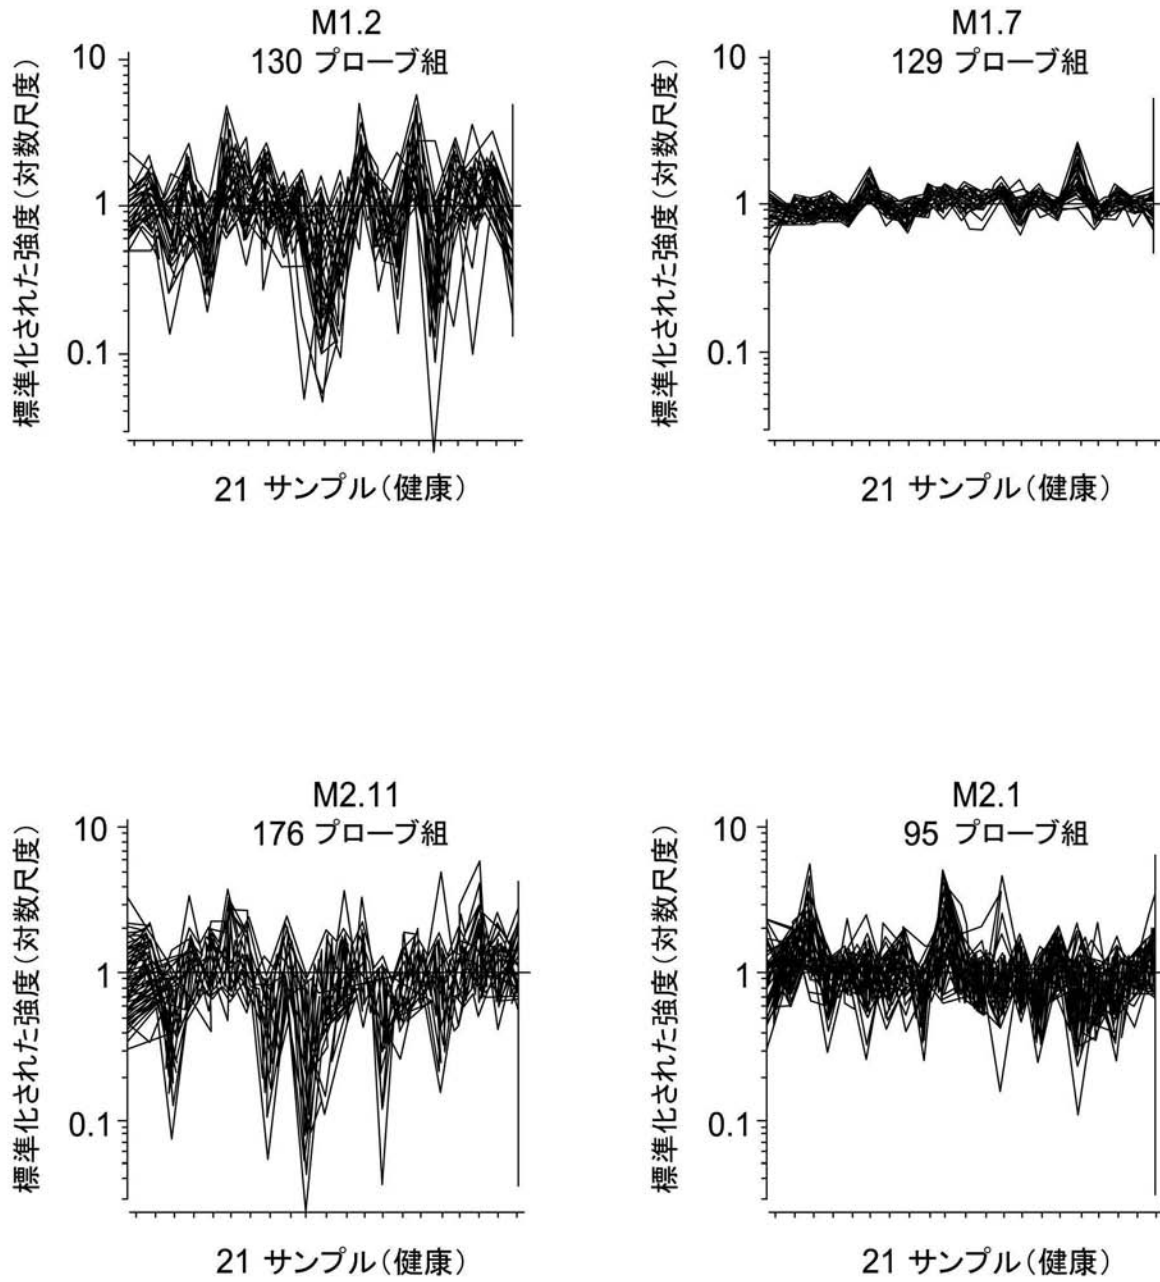 M1.2
130 プローブ組
標準化された強度(対数尺度)
10
1
0.1
21 サンプル(健康)
M1.7
129 プローブ組
標準化された強度(対数尺度)
10
1
0.1
21 サンプル(健康)
M2.11
176 プローブ組
標準化された強度(対数尺度)
10
1
0.1
21 サンプル(健康)
M2.1
95 プローブ組
標準化された強度(対数尺度)
10
1
0.1
21 サンプル(健康)